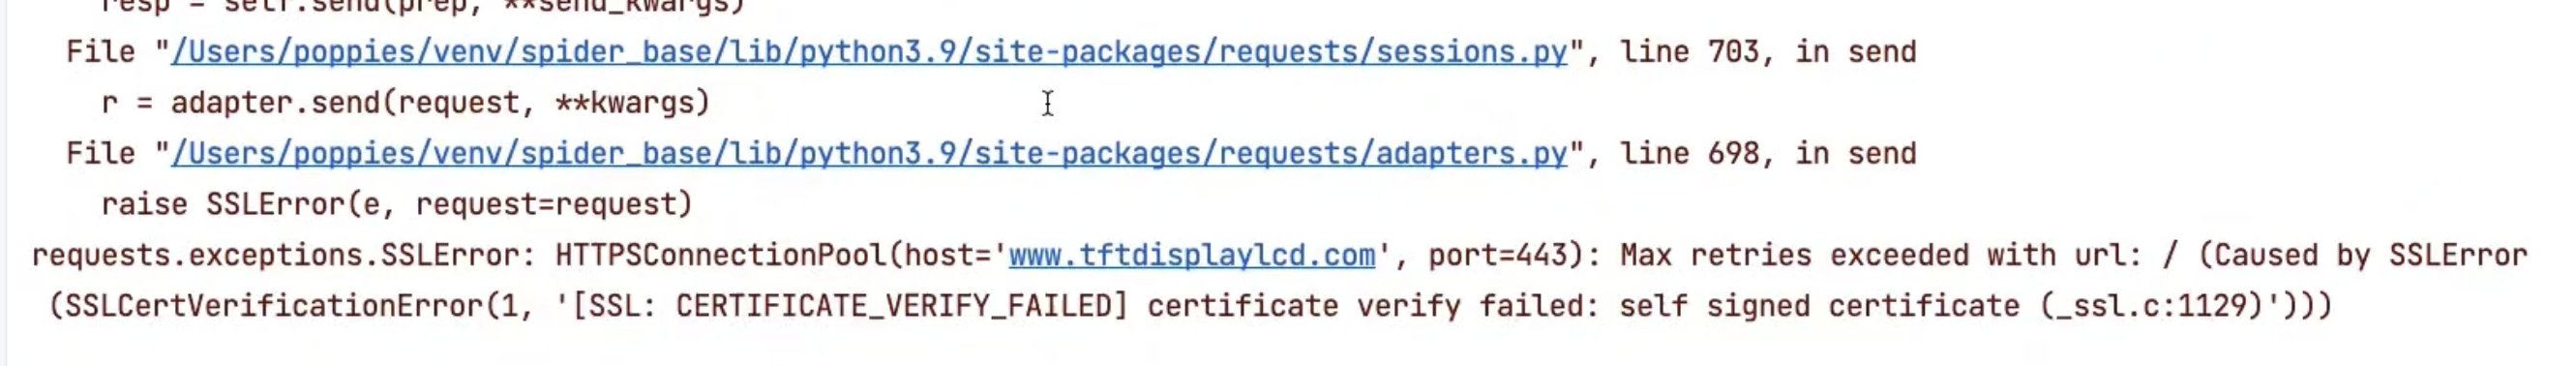 resp = self.send(prep, **send_kwargs)
File "/Users/poppies/venv/spider_base/lib/python3.9/site-packages/requests/sessions.py", line 703, in send
r = adapter.send(request, **kwargs)
File "/Users/poppies/venv/spider_base/lib/python3.9/site-packages/requests/adapters.py", line 698, in send
raise SSLError(e, request=request)
requests.exceptions.SSLError: HTTPSConnectionPool(host='www.tftdisplaylcd.com', port=443): Max retries exceeded with url: / (Caused by SSLError
(SSLCertVerificationError(1, '[SSL: CERTIFICATE_VERIFY_FAILED] certificate verify failed: self signed certificate (_ssl.c:1129)')))